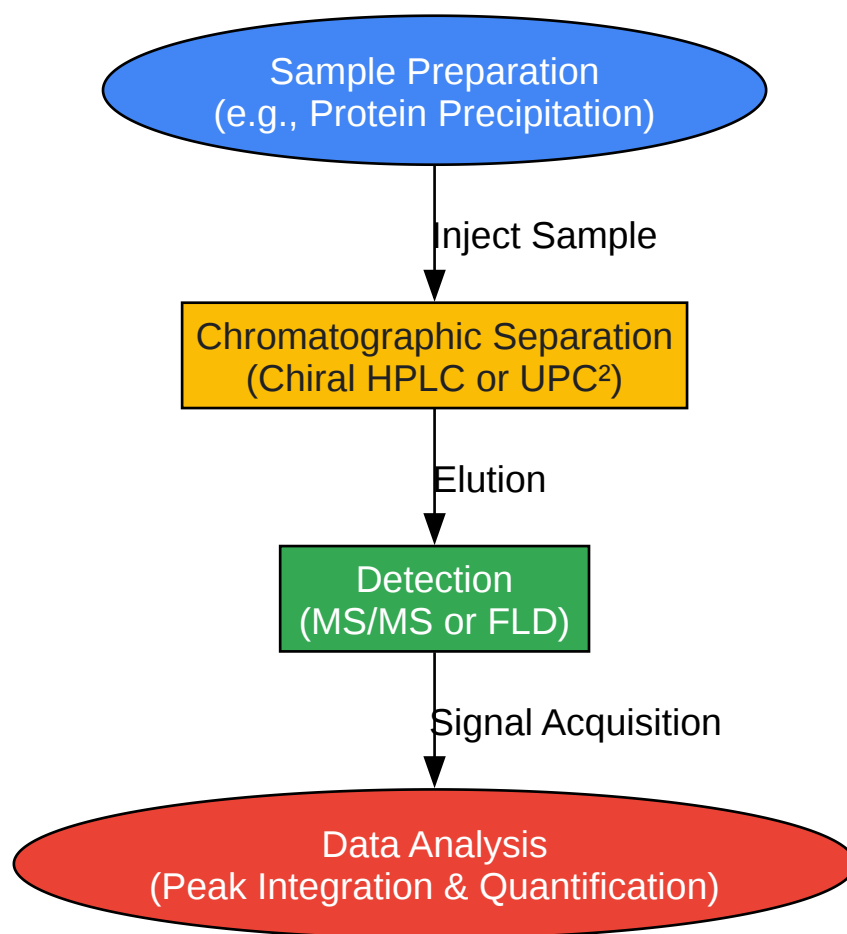 Sample Preparation
(e.g., Protein Precipitation)
Inject Sample
Chromatographic Separation
(Chiral HPLC or UPC²)
Elution
Detection
(MS/MS or FLD)
Signal Acquisition
Data Analysis
(Peak Integration & Quantification)